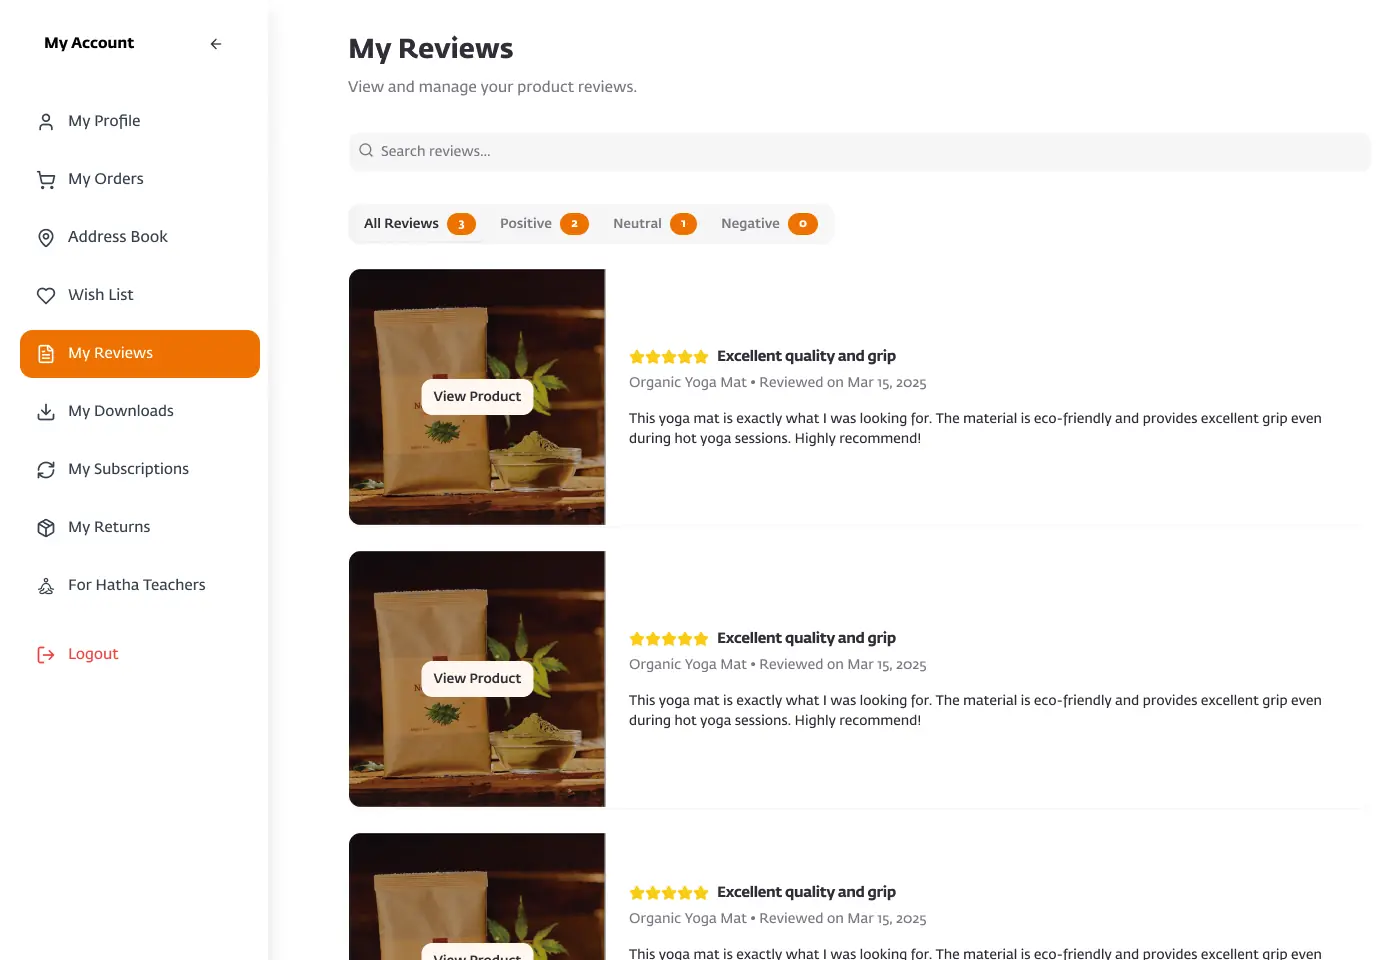 My Account
My Profile
My Orders
Address Book
Wish List
My Reviews
My Downloads
My Subscriptions
My Returns
For Hatha Teachers
Logout
My Reviews
View and manage your product reviews.
Search reviews...
All Reviews 3 Positive 2 Neutral 1 Negative 0
View Product
Excellent quality and grip
Organic Yoga Mat • Reviewed on Mar 15, 2025
This yoga mat is exactly what I was looking for. The material is eco-friendly and provides excellent grip even
during hot yoga sessions. Highly recommend!
View Product
Excellent quality and grip
Organic Yoga Mat • Reviewed on Mar 15, 2025
This yoga mat is exactly what I was looking for. The material is eco-friendly and provides excellent grip even
during hot yoga sessions. Highly recommend!
View Product
Excellent quality and grip
Organic Yoga Mat • Reviewed on Mar 15, 2025
This yoga mat is exactly what I was looking for. The material is eco-friendly and provides excellent grip even